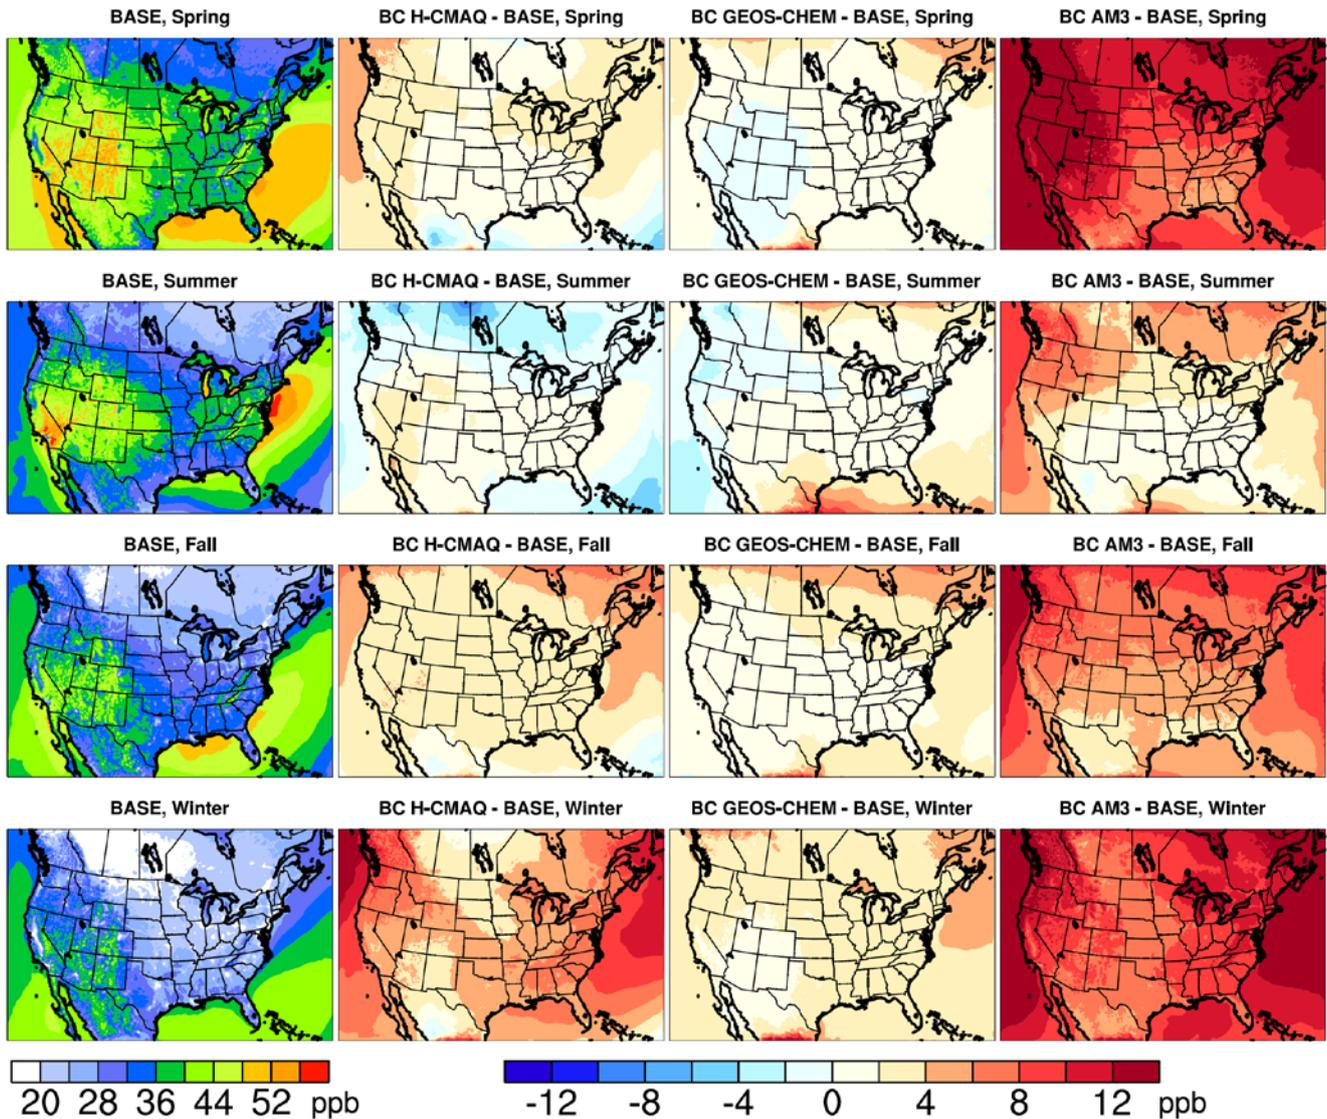 BASE, Spring BC H-CMAQ - BASE, Spring BC GEOS-CHEM - BASE, Spring BC AM3 - BASE, Spring
BASE, Summer BC H-CMAQ - BASE, Summer BC GEOS-CHEM - BASE, Summer BC AM3 - BASE, Summer
BASE, Fall BC H-CMAQ - BASE, Fall BC GEOS-CHEM - BASE, Fall BC AM3 - BASE, Fall
BASE, Winter BC H-CMAQ - BASE, Winter BC GEOS-CHEM - BASE, Winter BC AM3 - BASE, Winter
20 28 36 44 52 ppb -12 -8 -4 0 4 8 12 ppb